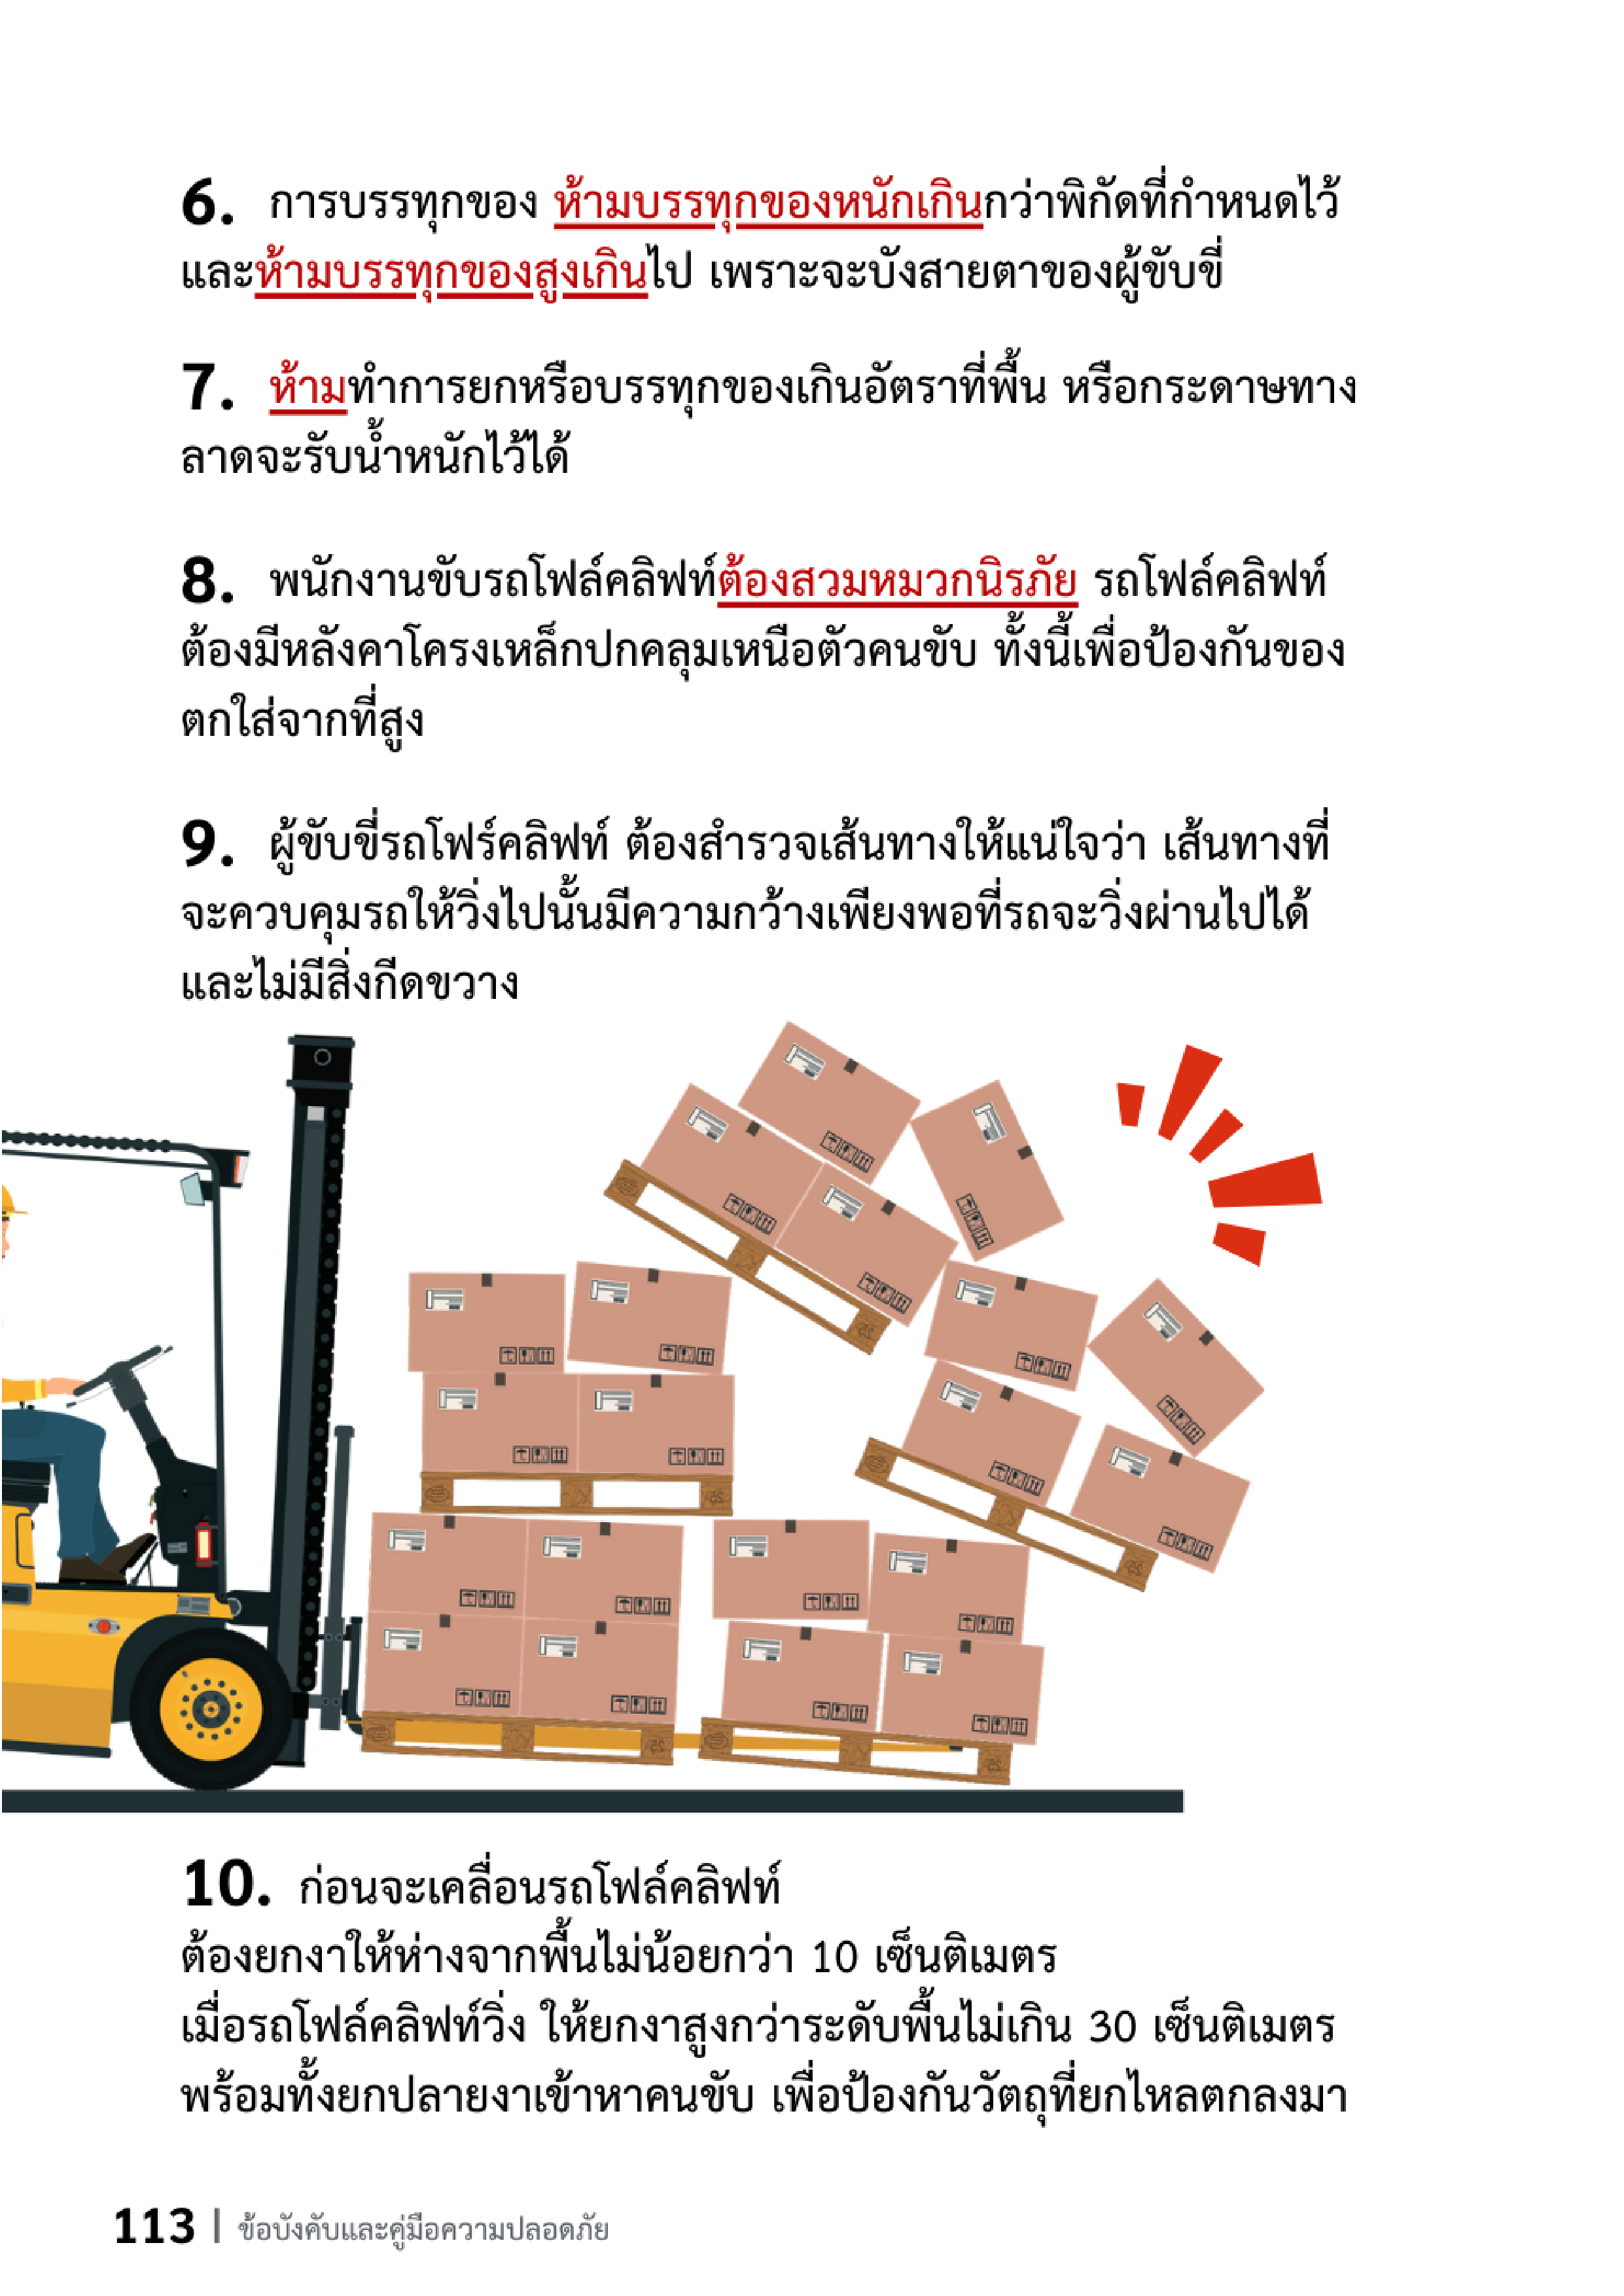 6. การบรรทุกของ ห้ามบรรทุกของหนักเกินกว่าพิกัดที่กำหนดไว้
และห้ามบรรทุกของสูงเกินไป เพราะจะบังสายตาของผู้ขับขี่
7. ห้ามทำการยกหรือบรรทุกของเกินอัตราที่พื้น หรือกระดาษทาง
ลาดจะรับน้ำหนักไว้ได้
8. พนักงานขับรถโฟล์คลิฟท์ต้องสวมหมวกนิรภัย รถโฟล์คลิฟท์
ต้องมีหลังคาโครงเหล็กปกคลุมเหนือตัวคนขับ ทั้งนี้เพื่อป้องกันของ
ตกใส่จากที่สูง
9. ผู้ขับขี่รถโฟร์คลิฟท์ ต้องสำรวจเส้นทางให้แน่ใจว่า เส้นทางที่
จะควบคุมรถให้วิ่งไปนั้นมีความกว้างเพียงพอที่รถจะวิ่งผ่านไปได้
และไม่มีสิ่งกีดขวาง
10. ก่อนจะเคลื่อนรถโฟล์คลิฟท์
ต้องยกงาให้ห่างจากพื้นไม่น้อยกว่า 10 เซ็นติเมตร
เมื่อรถโฟล์คลิฟท์วิ่ง ให้ยกงาสูงกว่าระดับพื้นไม่เกิน 30 เซ็นติเมตร
พร้อมทั้งยกปลายงาเข้าหาคนขับ เพื่อป้องกันวัตถุที่ยกไหลตกลงมา
113 | ข้อบังคับและคู่มือความปลอดภัย